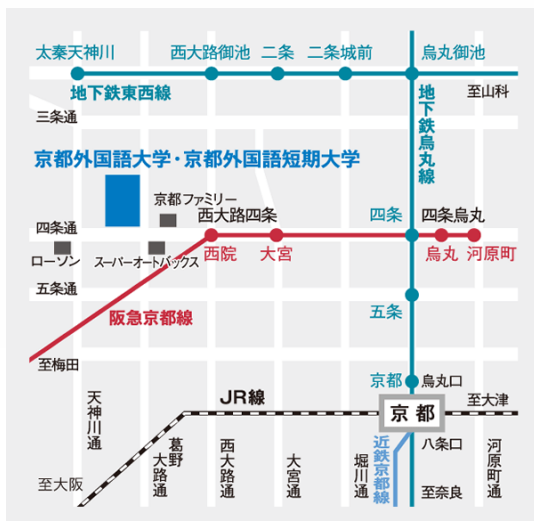 太秦天神川
西大路御池
二条
二条城前
烏丸御池
地下鉄東西線
至山科
三条通
地下鉄烏丸線
京都外国語大学・京都外国語短期大学
京都ファミリー
西大路四条
四条
四条烏丸
四条通
ローソン
スーパーオートバックス
西院
大宮
烏丸
河原町
五条通
阪急京都線
五条
至梅田
京都
烏丸口
JR線
至大津
京都
天神川通
葛野大路通
西大路通
大宮通
堀川通
近鉄京都線
八条口
河原町通
至大阪
至奈良